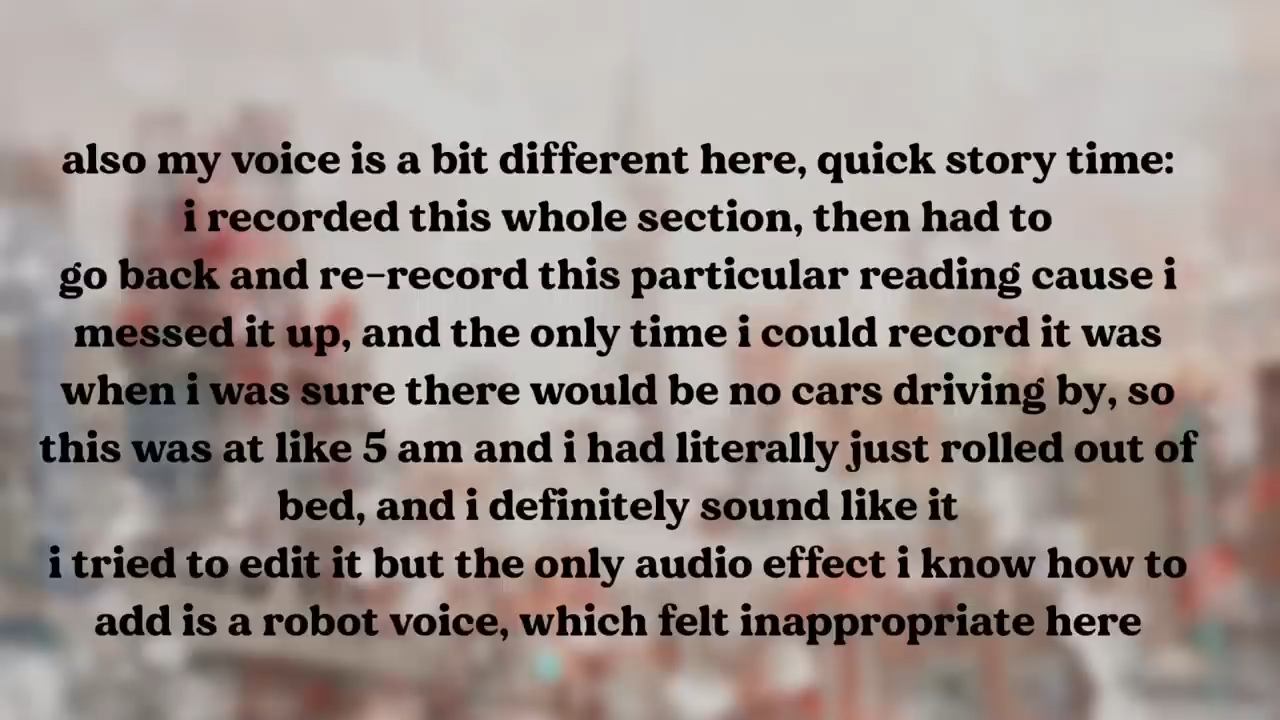 also my voice is a bit different here, quick story time:
i recorded this whole section, then had to
go back and re-record this particular reading cause i
messed it up, and the only time i could record it was
when i was sure there would be no cars driving by, so
this was at like 5 am and i had literally just rolled out of
bed, and i definitely sound like it
i tried to edit it but the only audio effect i know how to
add is a robot voice, which felt inappropriate here